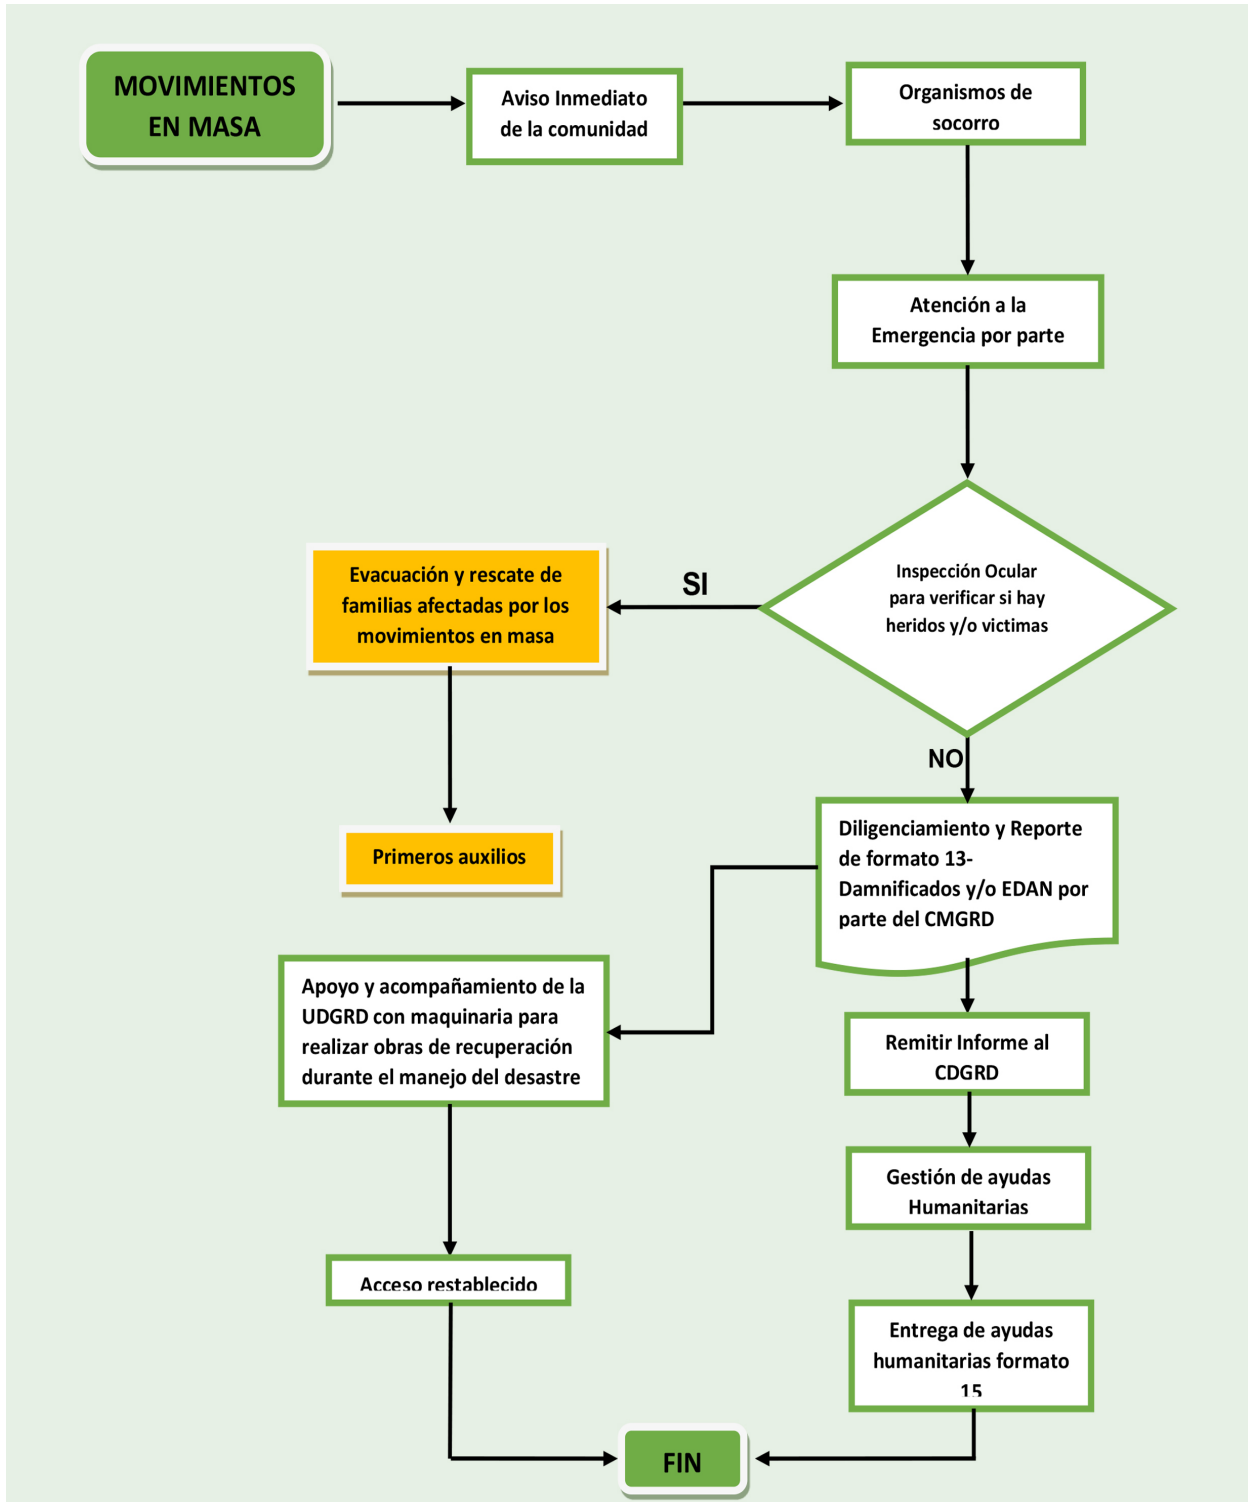 MOVIMIENTOS
EN MASA
Aviso Inmediato
de la comunidad
Organismos de
socorro
Atención a la
Emergencia por parte
Inspección Ocular
para verificar si hay
heridos y/o victimas
SI
Evacuación y rescate de
familias afectadas por los
movimientos en masa
Primeros auxilios
NO
Diligenciamiento y Reporte
de formato 13-
Damnificados y/o EDAN por
parte del CMGRD
Apoyo y acompañamiento de la
UDGRD con maquinaria para
realizar obras de recuperación
durante el manejo del desastre
Remitir Informe al
CDGRD
Gestión de ayudas
Humanitarias
Acceso restablecido
Entrega de ayudas
humanitarias formato
15
FIN